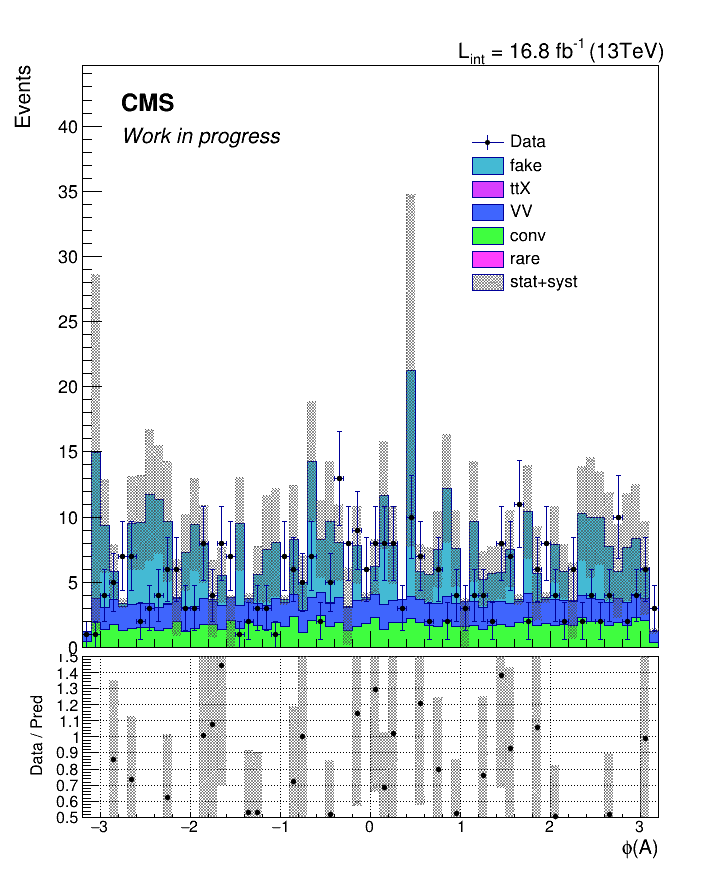 L_int = 16.8 fb^-1 (13TeV)
Events
CMS
Work in progress
Data
fake
ttX
VV
conv
rare
stat+syst
40
35
30
25
20
15
10
5
0
Data / Pred
1.5
1.4
1.3
1.2
1.1
1
0.9
0.8
0.7
0.6
0.5
−3 −2 −1 0 1 2 3
ϕ(A)